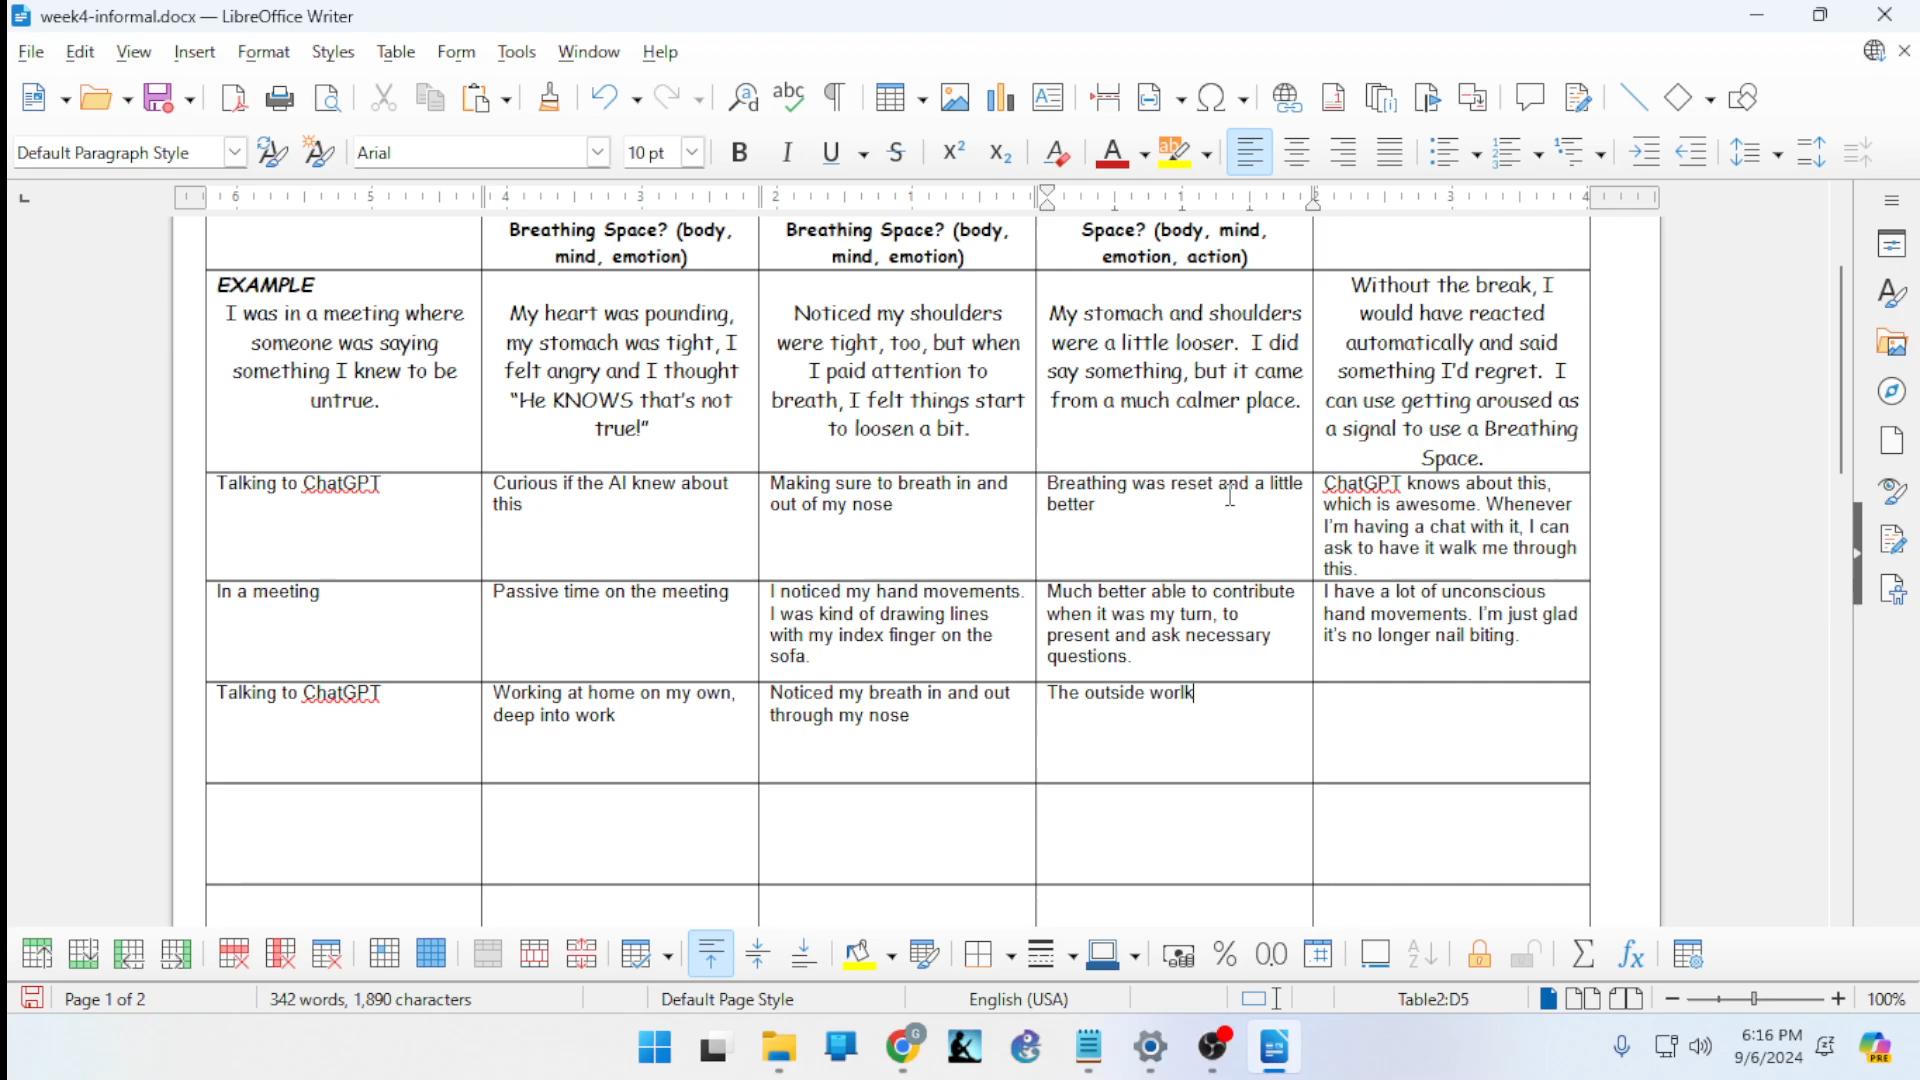 week4-informal.docx — LibreOffice Writer
File Edit View Insert Format Styles Table Form Tools Window Help
Default Paragraph Style
Arial
10 pt
6 5 4 3 2 1 1 2 3 4
Breathing Space? (body,
mind, emotion)
Breathing Space? (body,
mind, emotion)
Space? (body, mind,
emotion, action)
EXAMPLE
I was in a meeting where
someone was saying
something I knew to be
untrue.
My heart was pounding,
my stomach was tight, I
felt angry and I thought
"He KNOWS that's not
true!"
Noticed my shoulders
were tight, too, but when
I paid attention to
breath, I felt things start
to loosen a bit.
My stomach and shoulders
were a little looser. I did
say something, but it came
from a much calmer place.
Without the break, I
would have reacted
automatically and said
something I'd regret. I
can use getting aroused as
a signal to use a Breathing
Space.
Talking to ChatGPT
Curious if the AI knew about
this
Making sure to breath in and
out of my nose
Breathing was reset and a little
better
ChatGPT knows about this,
which is awesome. Whenever
I'm having a chat with it, I can
ask to have it walk me through
this.
In a meeting
Passive time on the meeting
I noticed my hand movements.
I was kind of drawing lines
with my index finger on the
sofa.
Much better able to contribute
when it was my turn, to
present and ask necessary
questions.
I have a lot of unconscious
hand movements. I'm just glad
it's no longer nail biting.
Talking to ChatGPT
Working at home on my own,
deep into work
Noticed my breath in and out
through my nose
The outside worlk
Page 1 of 2
342 words, 1,890 characters
Default Page Style
English (USA)
Table2:D5
100%
6:16 PM
9/6/2024